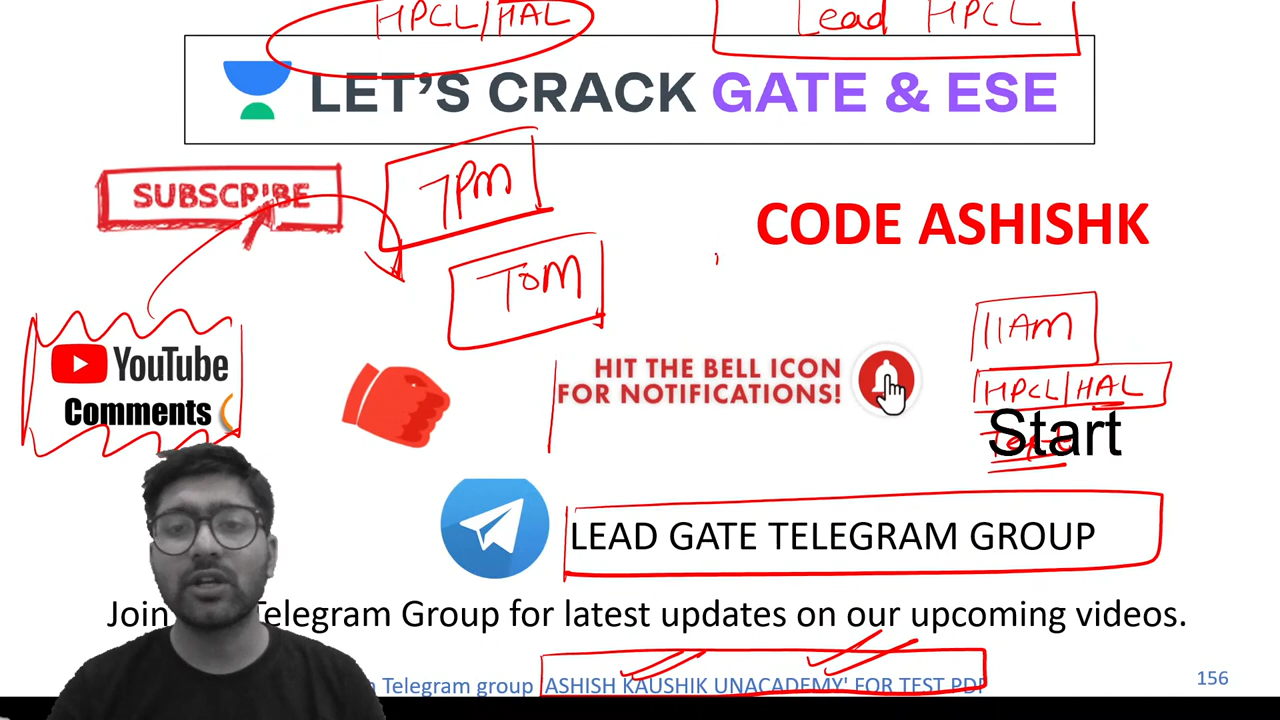 HPCL/HAL
Lead HPCL
LET'S CRACK GATE & ESE
SUBSCRIBE
7PM
CODE ASHISHK
TOM
11AM
YouTube
Comments
HIT THE BELL ICON
FOR NOTIFICATIONS!
HPCL/HAL
Start
LEAD GATE TELEGRAM GROUP
Join Telegram Group for latest updates on our upcoming videos.
Telegram group 'ASHISH KAUSHIK UNACADEMY' FOR TEST PDF
156